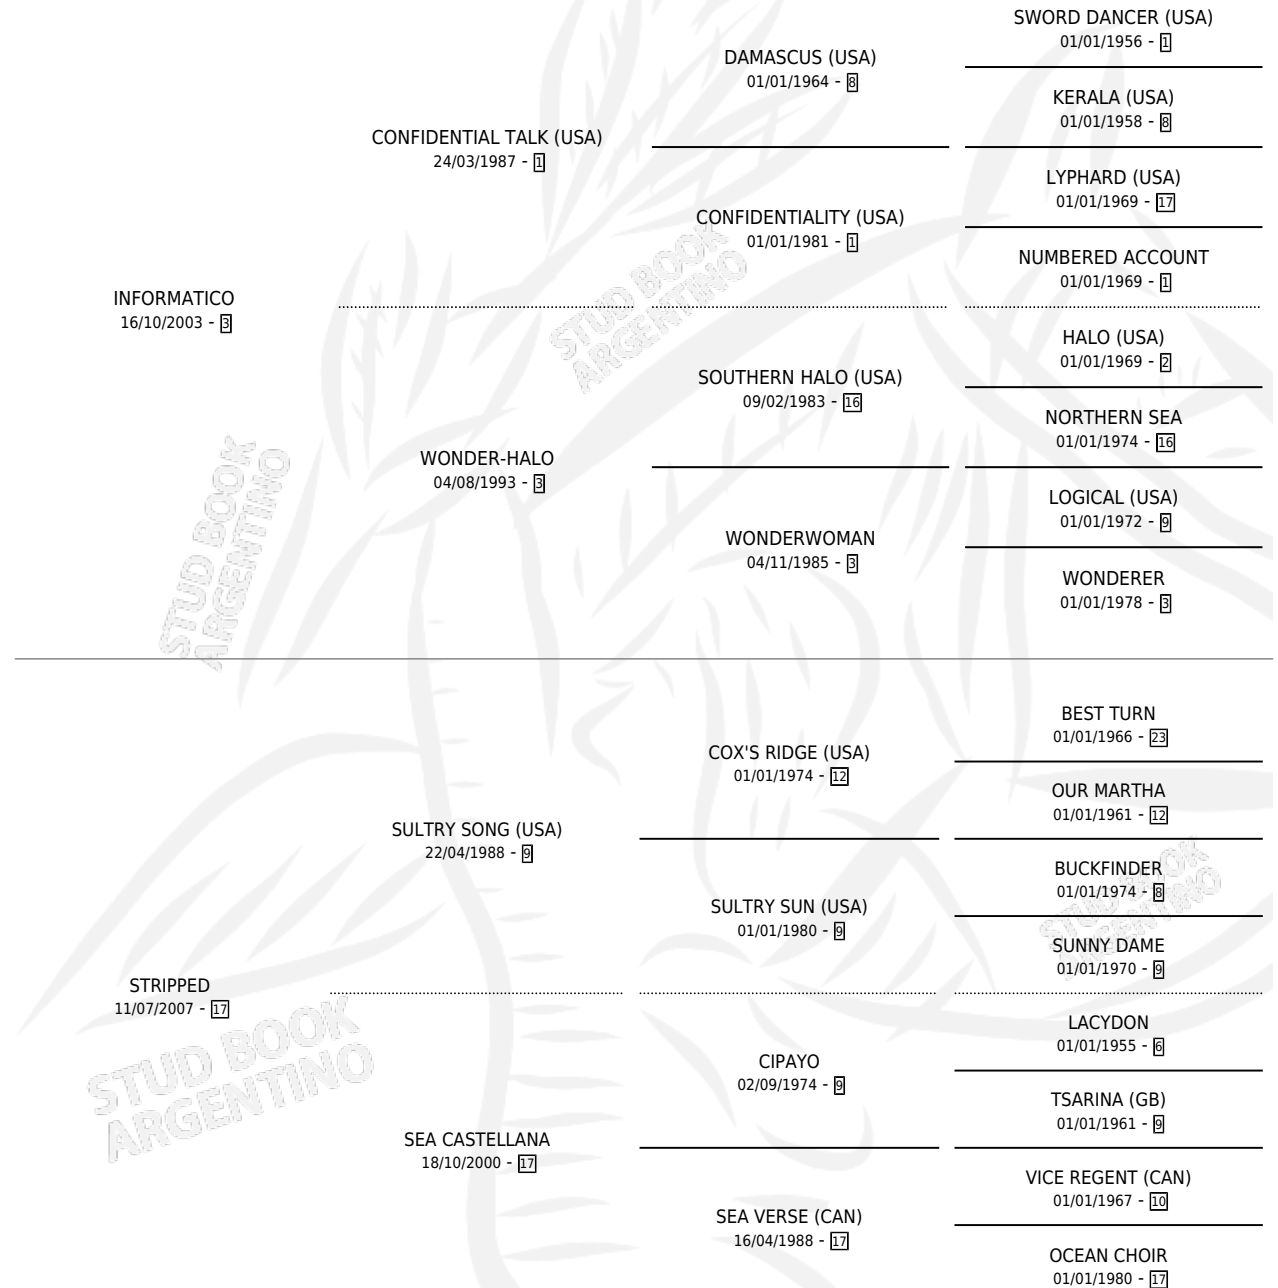 SWORD DANCER (USA)
01/01/1956 - 1
DAMASCUS (USA)
01/01/1964 - 8
KERALA (USA)
01/01/1958 - 8
CONFIDENTIAL TALK (USA)
24/03/1987 - 1
LYPHARD (USA)
01/01/1969 - 17
CONFIDENTIALITY (USA)
01/01/1981 - 1
NUMBERED ACCOUNT
01/01/1969 - 1
INFORMATICO
16/10/2003 - 3
HALO (USA)
01/01/1969 - 2
SOUTHERN HALO (USA)
09/02/1983 - 16
NORTHERN SEA
01/01/1974 - 16
WONDER-HALO
04/08/1993 - 3
LOGICAL (USA)
01/01/1972 - 9
WONDERWOMAN
04/11/1985 - 3
WONDERER
01/01/1978 - 3
BEST TURN
01/01/1966 - 23
COX'S RIDGE (USA)
01/01/1974 - 12
OUR MARTHA
01/01/1961 - 12
SULTRY SONG (USA)
22/04/1988 - 9
BUCKFINDER
01/01/1974 - 8
SULTRY SUN (USA)
01/01/1980 - 9
SUNNY DAME
01/01/1970 - 9
STRIPPED
11/07/2007 - 17
LACYDON
01/01/1955 - 6
CIPAYO
02/09/1974 - 9
TSARINA (GB)
01/01/1961 - 9
SEA CASTELLANA
18/10/2000 - 17
VICE REGENT (CAN)
01/01/1967 - 10
SEA VERSE (CAN)
16/04/1988 - 17
OCEAN CHOIR
01/01/1980 - 17
STUD BOOK
ARGENTINO
STUD BOOK
ARGENTINO
STUD BOOK
ARGENTINO
STUD BOOK
ARGENTINO